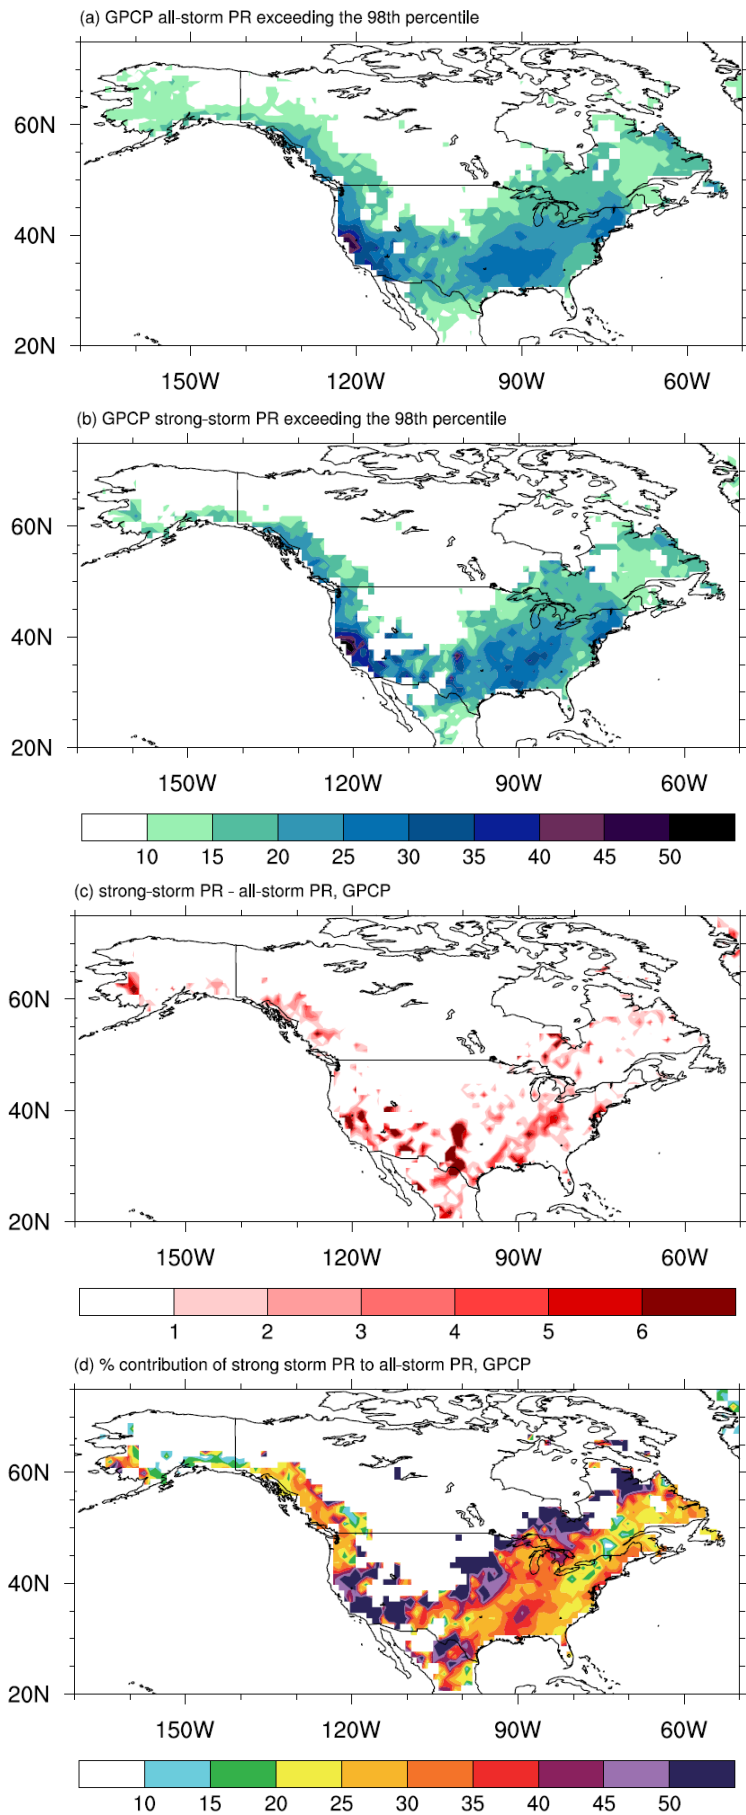 (a) GPCP all-storm PR exceeding the 98th percentile
60N
40N
20N
150W 120W 90W 60W
(b) GPCP strong-storm PR exceeding the 98th percentile
60N
40N
20N
150W 120W 90W 60W
10 15 20 25 30 35 40 45 50
(c) strong-storm PR - all-storm PR, GPCP
60N
40N
20N
150W 120W 90W 60W
1 2 3 4 5 6
(d) % contribution of strong storm PR to all-storm PR, GPCP
60N
40N
20N
150W 120W 90W 60W
10 15 20 25 30 35 40 45 50